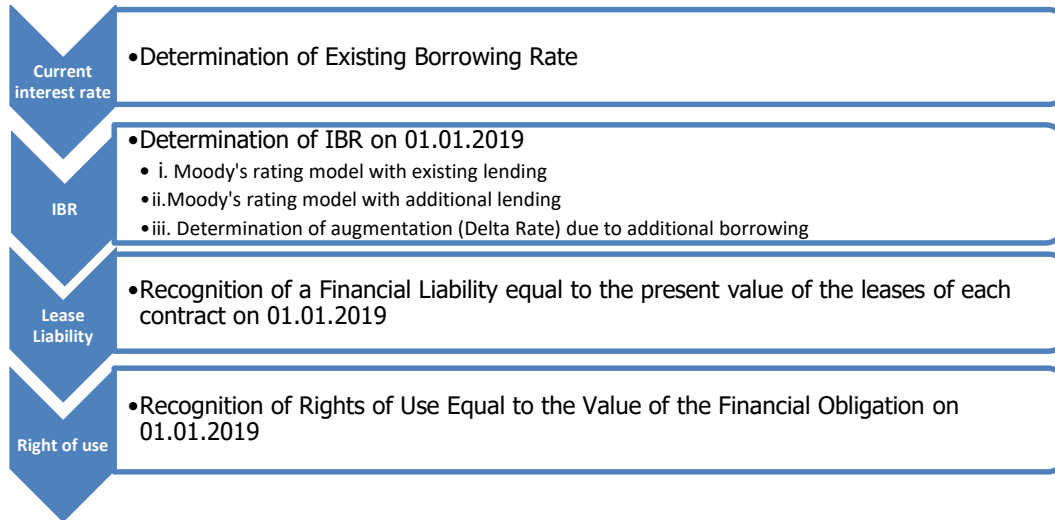 Current
interest rate
•Determination of Existing Borrowing Rate
IBR
•Determination of IBR on 01.01.2019
• i. Moody's rating model with existing lending
•ii.Moody's rating model with additional lending
•iii. Determination of augmentation (Delta Rate) due to additional borrowing
Lease
Liability
•Recognition of a Financial Liability equal to the present value of the leases of each
contract on 01.01.2019
Right of use
•Recognition of Rights of Use Equal to the Value of the Financial Obligation on
01.01.2019